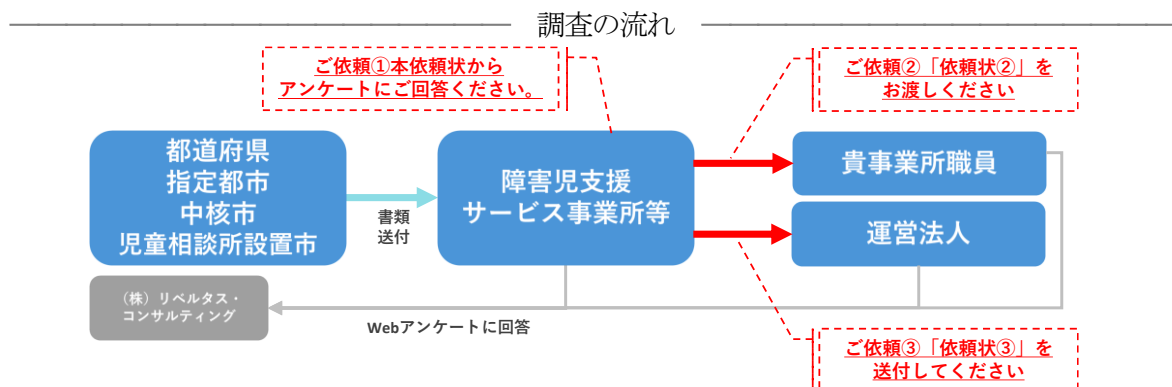 調査の流れ
ご依頼①本依頼状から
アンケートにご回答ください。
ご依頼②「依頼状②」を
お渡しください
都道府県
指定都市
中核市
児童相談所設置市
書類
送付
障害児支援
サービス事業所等
貴事業所職員
運営法人
（株）リベルタス・
コンサルティング
Webアンケートに回答
ご依頼③「依頼状③」を
送付してください